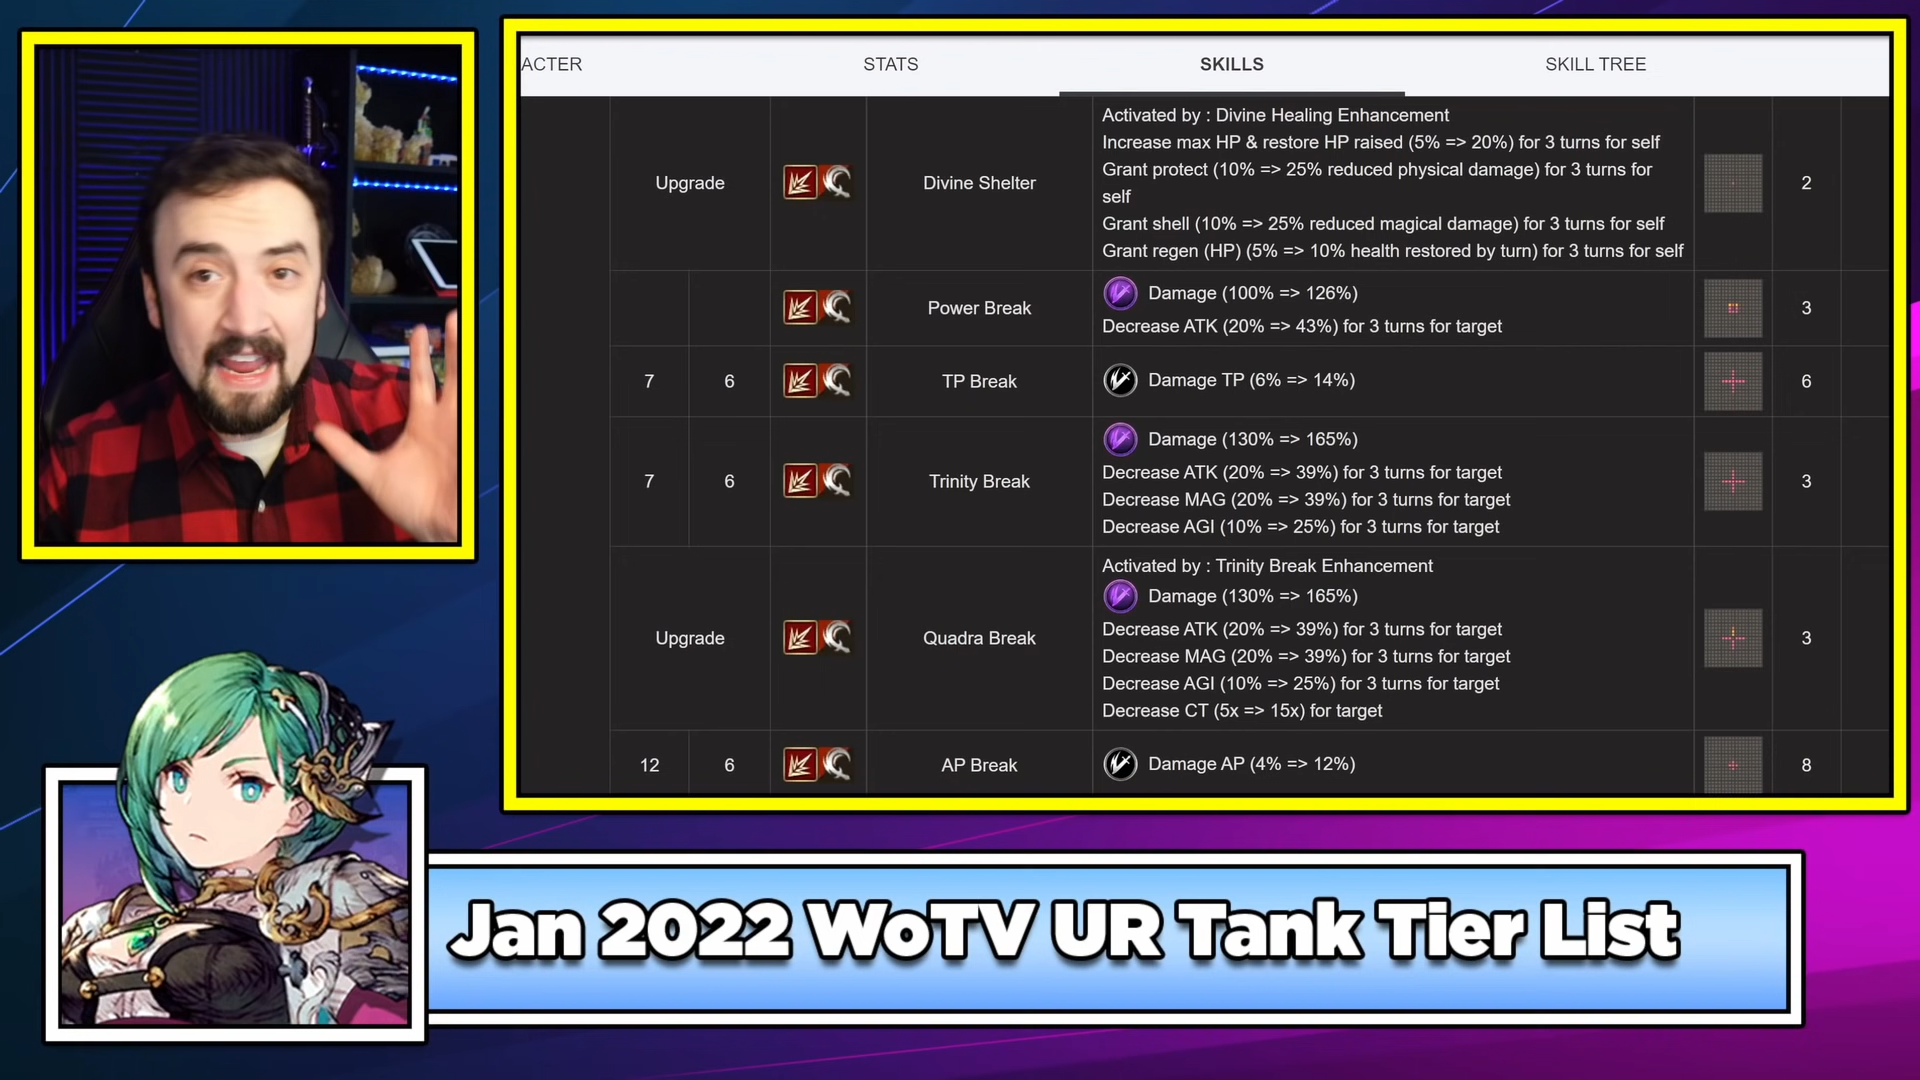 ACTER STATS SKILLS SKILL TREE
Activated by : Divine Healing Enhancement
Increase max HP & restore HP raised (5% => 20%) for 3 turns for self
Grant protect (10% => 25% reduced physical damage) for 3 turns for
self
Grant shell (10% => 25% reduced magical damage) for 3 turns for self
Grant regen (HP) (5% => 10% health restored by turn) for 3 turns for self
Upgrade Divine Shelter 2
Power Break 3
Damage (100% => 126%)
Decrease ATK (20% => 43%) for 3 turns for target
7 6 TP Break Damage TP (6% => 14%) 6
7 6 Trinity Break 3
Damage (130% => 165%)
Decrease ATK (20% => 39%) for 3 turns for target
Decrease MAG (20% => 39%) for 3 turns for target
Decrease AGI (10% => 25%) for 3 turns for target
Upgrade Quadra Break 3
Activated by : Trinity Break Enhancement
Damage (130% => 165%)
Decrease ATK (20% => 39%) for 3 turns for target
Decrease MAG (20% => 39%) for 3 turns for target
Decrease AGI (10% => 25%) for 3 turns for target
Decrease CT (5x => 15x) for target
12 6 AP Break Damage AP (4% => 12%) 8
Jan 2022 WoTV UR Tank Tier List